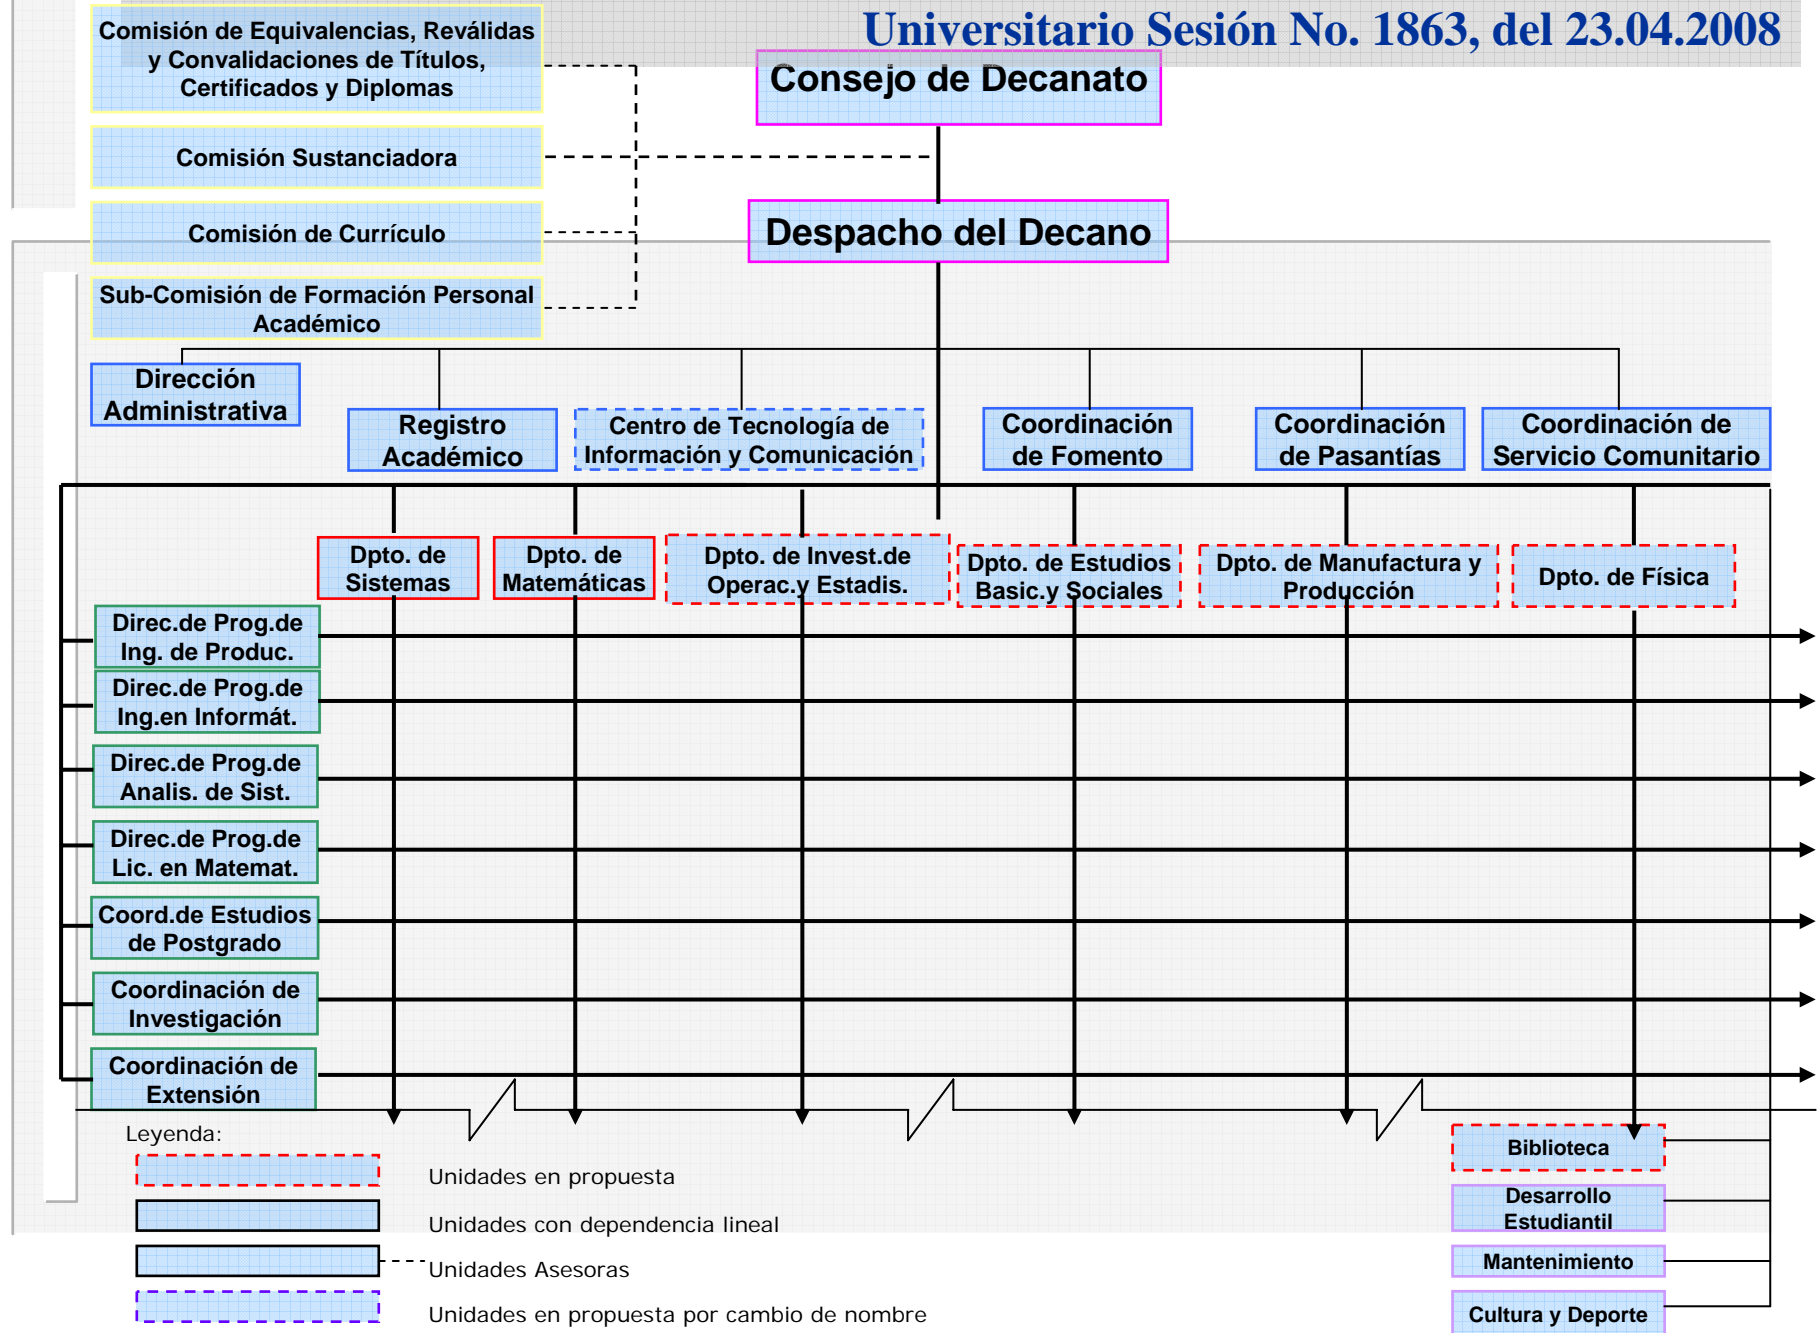 Universitario Sesión No. 1863, del 23.04.2008
Comisión de Equivalencias, Reválidas
y Convalidaciones de Títulos,
Certificados y Diplomas
Consejo de Decanato
Comisión Sustanciadora
Comisión de Currículo
Despacho del Decano
Sub-Comisión de Formación Personal
Académico
Dirección
Administrativa
Registro
Académico
Centro de Tecnología de
Información y Comunicación
Coordinación
de Fomento
Coordinación
de Pasantías
Coordinación de
Servicio Comunitario
Dpto. de
Sistemas
Dpto. de
Matemáticas
Dpto. de Invest.de
Operac.y Estadis.
Dpto. de Estudios
Basic.y Sociales
Dpto. de Manufactura y
Producción
Dpto. de Física
Direc.de Prog.de
Ing. de Produc.
Direc.de Prog.de
Ing.en Informát.
Direc.de Prog.de
Analis. de Sist.
Direc.de Prog.de
Lic. en Matemat.
Coord.de Estudios
de Postgrado
Coordinación de
Investigación
Coordinación de
Extensión
Leyenda:
Unidades en propuesta
Unidades con dependencia lineal
Unidades Asesoras
Unidades en propuesta por cambio de nombre
Biblioteca
Desarrollo
Estudiantil
Mantenimiento
Cultura y Deporte